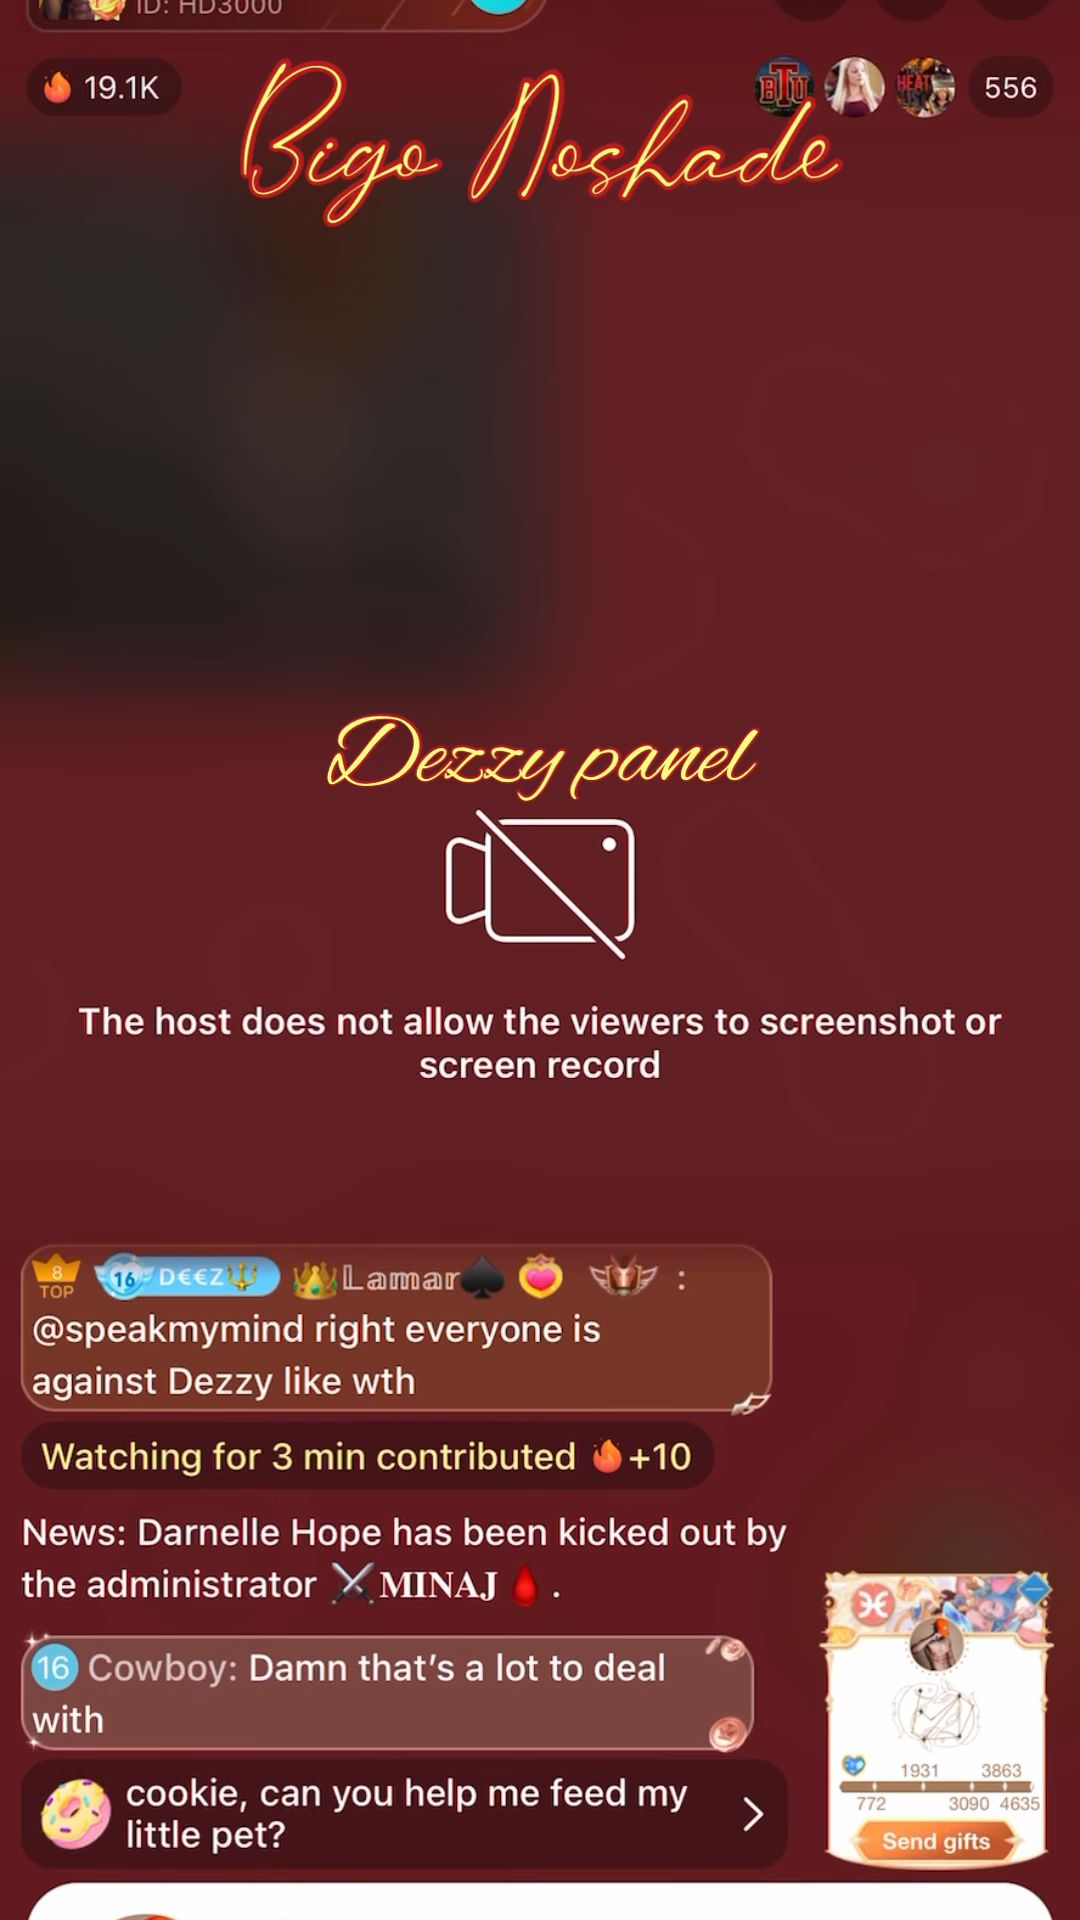 ID: HD3000
19.1K
BTU
HEAT
556
Bigo Noshade
Dezzy panel
The host does not allow the viewers to screenshot or
screen record
8
TOP
16 D€€Z🔱 👑𝕃𝕒𝕞𝕒𝕣♠️ :
@speakmymind right everyone is
against Dezzy like wth
Watching for 3 min contributed 🔥+10
News: Darnelle Hope has been kicked out by
the administrator ⚔️𝐌𝐈𝐍𝐀𝐉🩸.
16 Cowboy: Damn that’s a lot to deal
with
cookie, can you help me feed my
little pet?
1931 3863
772 3090 4635
Send gifts